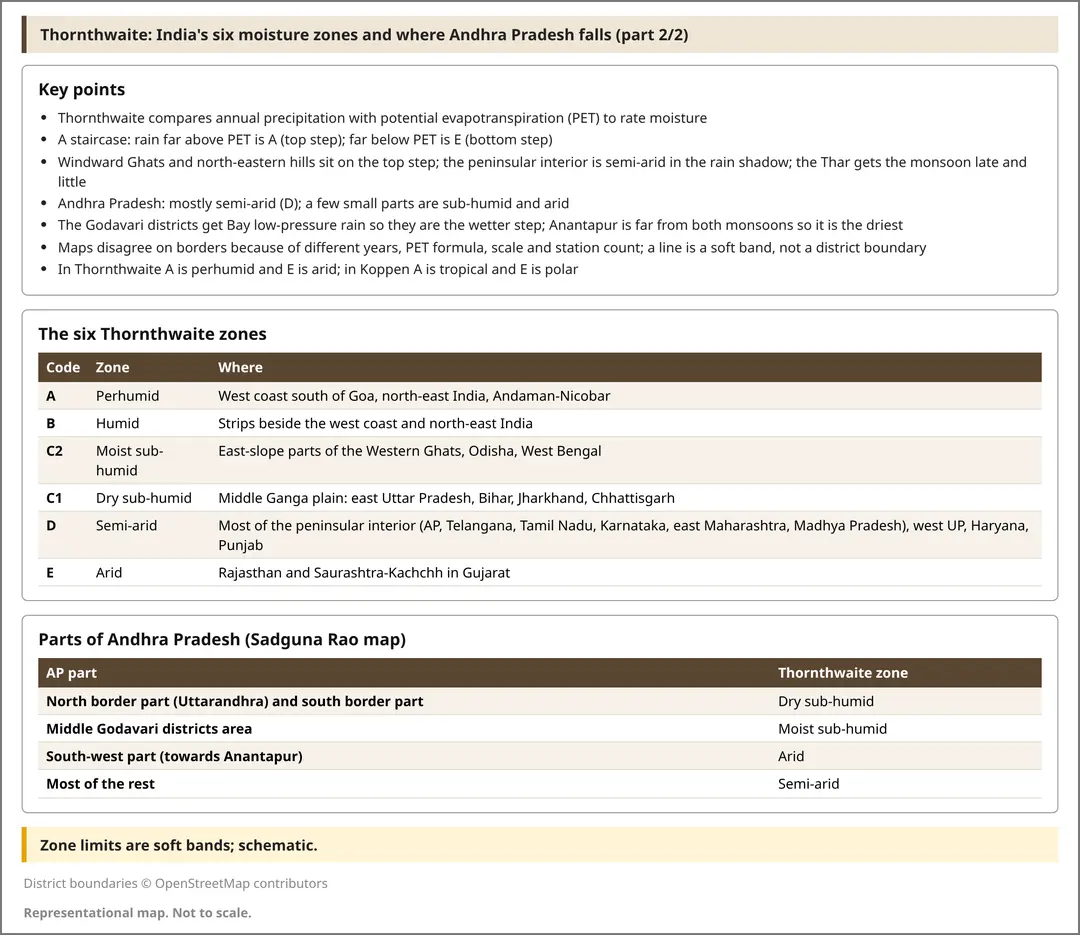 Thornthwaite: India's six moisture zones and where Andhra Pradesh falls (part 2/2)
Key points
• Thornthwaite compares annual precipitation with potential evapotranspiration (PET) to rate moisture
• A staircase: rain far above PET is A (top step); far below PET is E (bottom step)
• Windward Ghats and north-eastern hills sit on the top step; the peninsular interior is semi-arid in the rain shadow; the Thar gets the monsoon late and
little
• Andhra Pradesh: mostly semi-arid (D); a few small parts are sub-humid and arid
• The Godavari districts get Bay low-pressure rain so they are the wetter step; Anantapur is far from both monsoons so it is the driest
• Maps disagree on borders because of different years, PET formula, scale and station count; a line is a soft band, not a district boundary
• In Thornthwaite A is perhumid and E is arid; in Koppen A is tropical and E is polar
The six Thornthwaite zones
Code Zone Where
A Perhumid West coast south of Goa, north-east India, Andaman-Nicobar
B Humid Strips beside the west coast and north-east India
C2 Moist sub- East-slope parts of the Western Ghats, Odisha, West Bengal
humid
C1 Dry sub-humid Middle Ganga plain: east Uttar Pradesh, Bihar, Jharkhand, Chhattisgarh
D Semi-arid Most of the peninsular interior (AP, Telangana, Tamil Nadu, Karnataka, east Maharashtra, Madhya Pradesh), west UP, Haryana,
Punjab
E Arid Rajasthan and Saurashtra-Kachchh in Gujarat
Parts of Andhra Pradesh (Sadguna Rao map)
AP part Thornthwaite zone
North border part (Uttarandhra) and south border part Dry sub-humid
Middle Godavari districts area Moist sub-humid
South-west part (towards Anantapur) Arid
Most of the rest Semi-arid
Zone limits are soft bands; schematic.
District boundaries © OpenStreetMap contributors
Representational map. Not to scale.